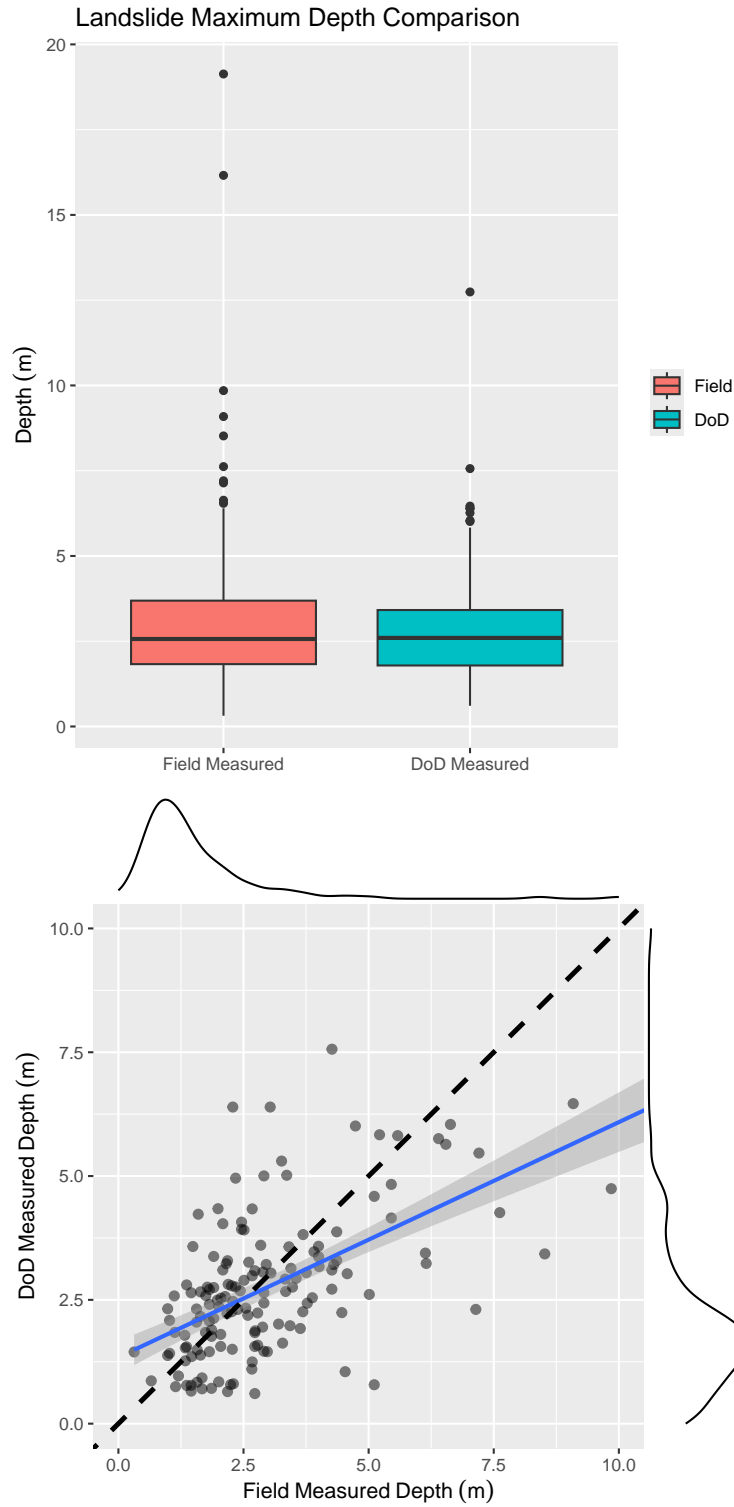 Landslide Maximum Depth Comparison
20
15
10
5
0
Depth (m)
Field Measured
DoD Measured
Field
DoD
10.0
7.5
5.0
2.5
0.0
DoD Measured Depth (m)
0.0
2.5
5.0
7.5
10.0
Field Measured Depth (m)